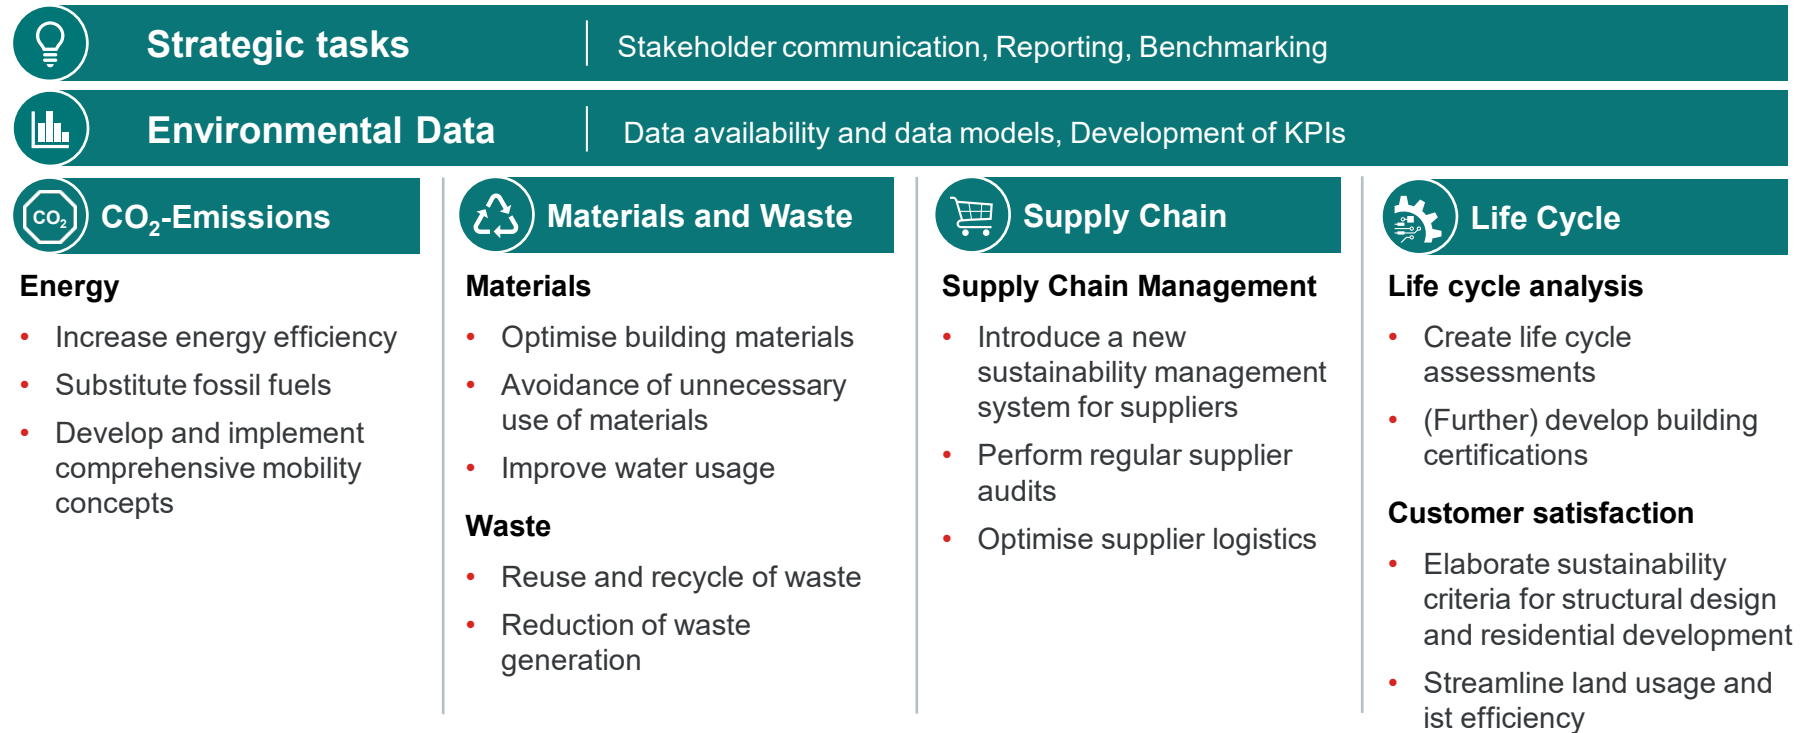 Strategic tasks
Stakeholder communication, Reporting, Benchmarking
Environmental Data
Data availability and data models, Development of KPIs
CO₂
CO₂-Emissions
Energy
• Increase energy efficiency
• Substitute fossil fuels
• Develop and implement
comprehensive mobility
concepts
Materials and Waste
Materials
• Optimise building materials
• Avoidance of unnecessary
use of materials
• Improve water usage
Waste
• Reuse and recycle of waste
• Reduction of waste
generation
Supply Chain
Supply Chain Management
• Introduce a new
sustainability management
system for suppliers
• Perform regular supplier
audits
• Optimise supplier logistics
Life Cycle
Life cycle analysis
• Create life cycle
assessments
• (Further) develop building
certifications
Customer satisfaction
• Elaborate sustainability
criteria for structural design
and residential development
• Streamline land usage and
ist efficiency